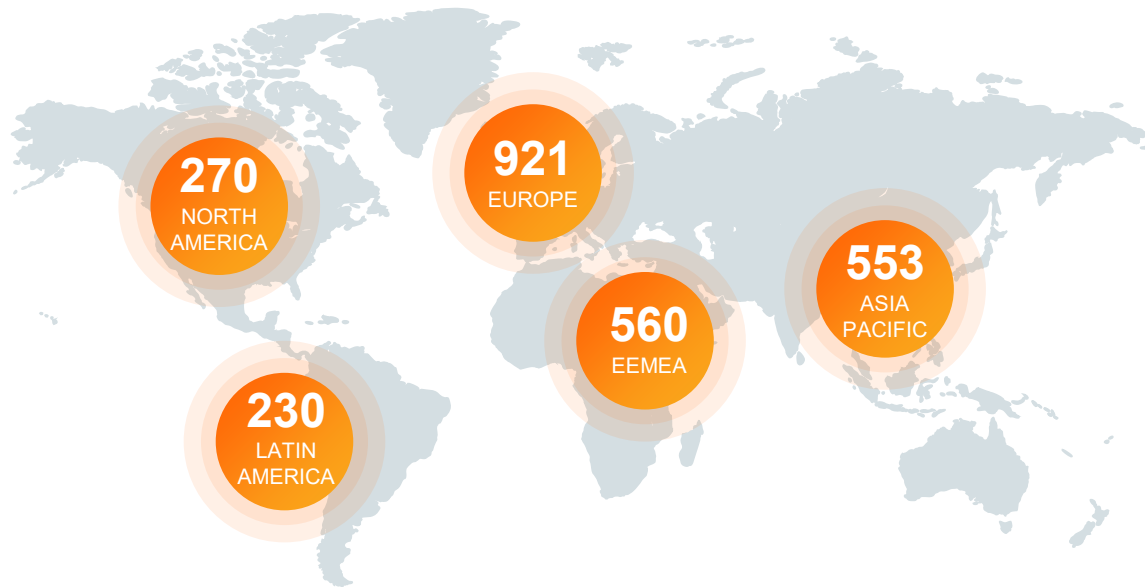 270
NORTH
AMERICA
921
EUROPE
553
ASIA
PACIFIC
560
EEMEA
230
LATIN
AMERICA